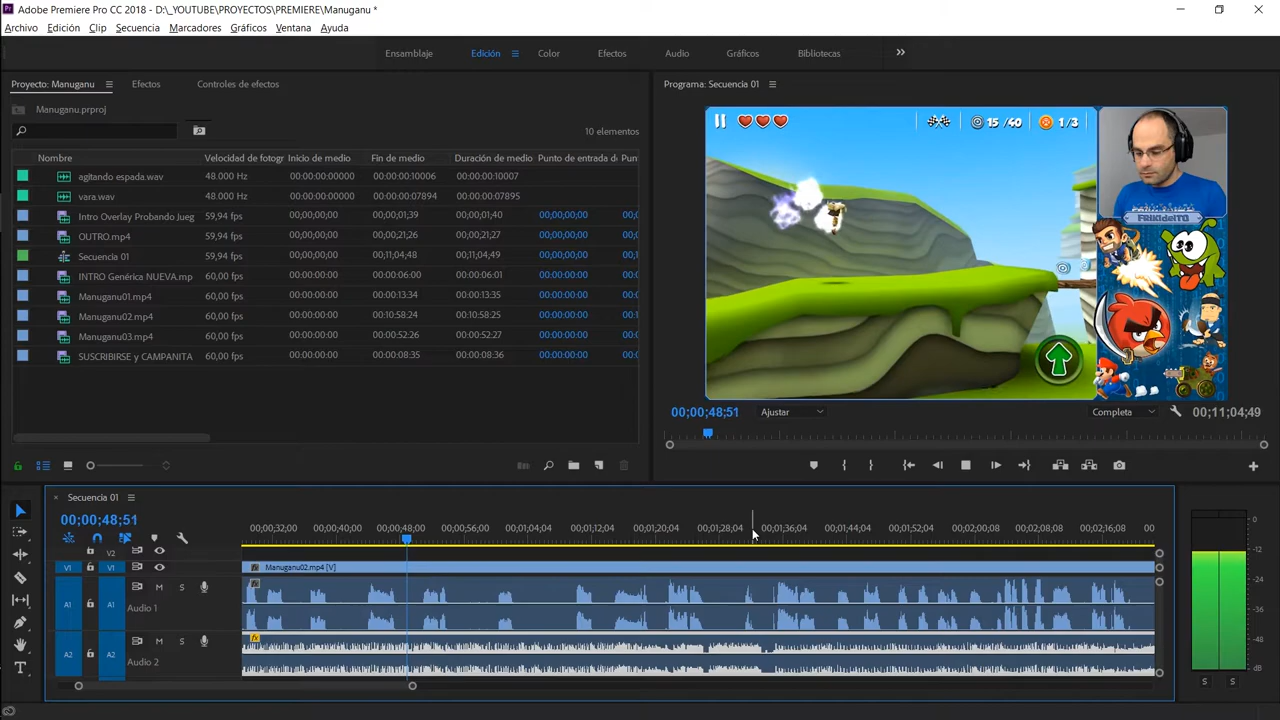 Adobe Premiere Pro CC 2018 - D:\_YOUTUBE\PROYECTOS\PREMIERE\Manuganu *
Archivo Edición Clip Secuencia Marcadores Gráficos Ventana Ayuda
Ensamblaje Edición Color Efectos Audio Gráficos Bibliotecas
Proyecto: Manuganu Efectos Controles de efectos
Programa: Secuencia 01
Manuganu.prproj
10 elementos
15 /40 1/3
Nombre Velocidad de fotogr Inicio de medio Fin de medio Duración de medio Punto de entrada d Punt
agitando espada.wav 48.000 Hz 00:00:00:00000 00:00:00:10006 00:00:00:10007
vara.wav 48.000 Hz 00:00:00:00000 00:00:00:07894 00:00:00:07895
Intro Overlay Probando Jueg 59,94 fps 00;00;00;00 00;00;01;39 00;00;01;40 00;00;00;00 00;
OUTRO.mp4 59,94 fps 00;00;00;00 00;00;21;26 00;00;21;27 00;00;00;00 00;
Secuencia 01 59,94 fps 00;00;00;00 00;11;04;48 00;11;04;49 00;00;00;00 00;1
INTRO Genérica NUEVA.mp 60,00 fps 00:00:00:00 00:00:06:00 00:00:06:01 00:00:00:00 00:
Manuganu01.mp4 60,00 fps 00:00:00:00 00:00:13:34 00:00:13:35 00:00:00:00 00:
Manuganu02.mp4 60,00 fps 00:00:00:00 00:10:58:24 00:10:58:25 00:00:00:00 00:1
Manuganu03.mp4 60,00 fps 00:00:00:00 00:00:52:26 00:00:52:27 00:00:00:00 00:
SUSCRIBIRSE y CAMPANITA 60,00 fps 00:00:00:00 00:00:08:35 00:00:08:36 00:00:00:00 00:
FRIKIdelTO
00;00;48;51 Ajustar Completa 00;11;04;49
Secuencia 01
00;00;48;51
00;00;32;00 00;00;40;00 00;00;48;00 00;00;56;00 00;01;04;04 00;01;12;04 00;01;20;04 00;01;28;04 00;01;36;04 00;01;44;04 00;01;52;04 00;02;00;08 00;02;08;08 00;02;16;08 00
V2
V1 V1 Manuganu02.mp4 [V]
A1 A1 M S
Audio 1
A2 A2 M S
Audio 2
0
-12
-24
-36
-48
dB
S S